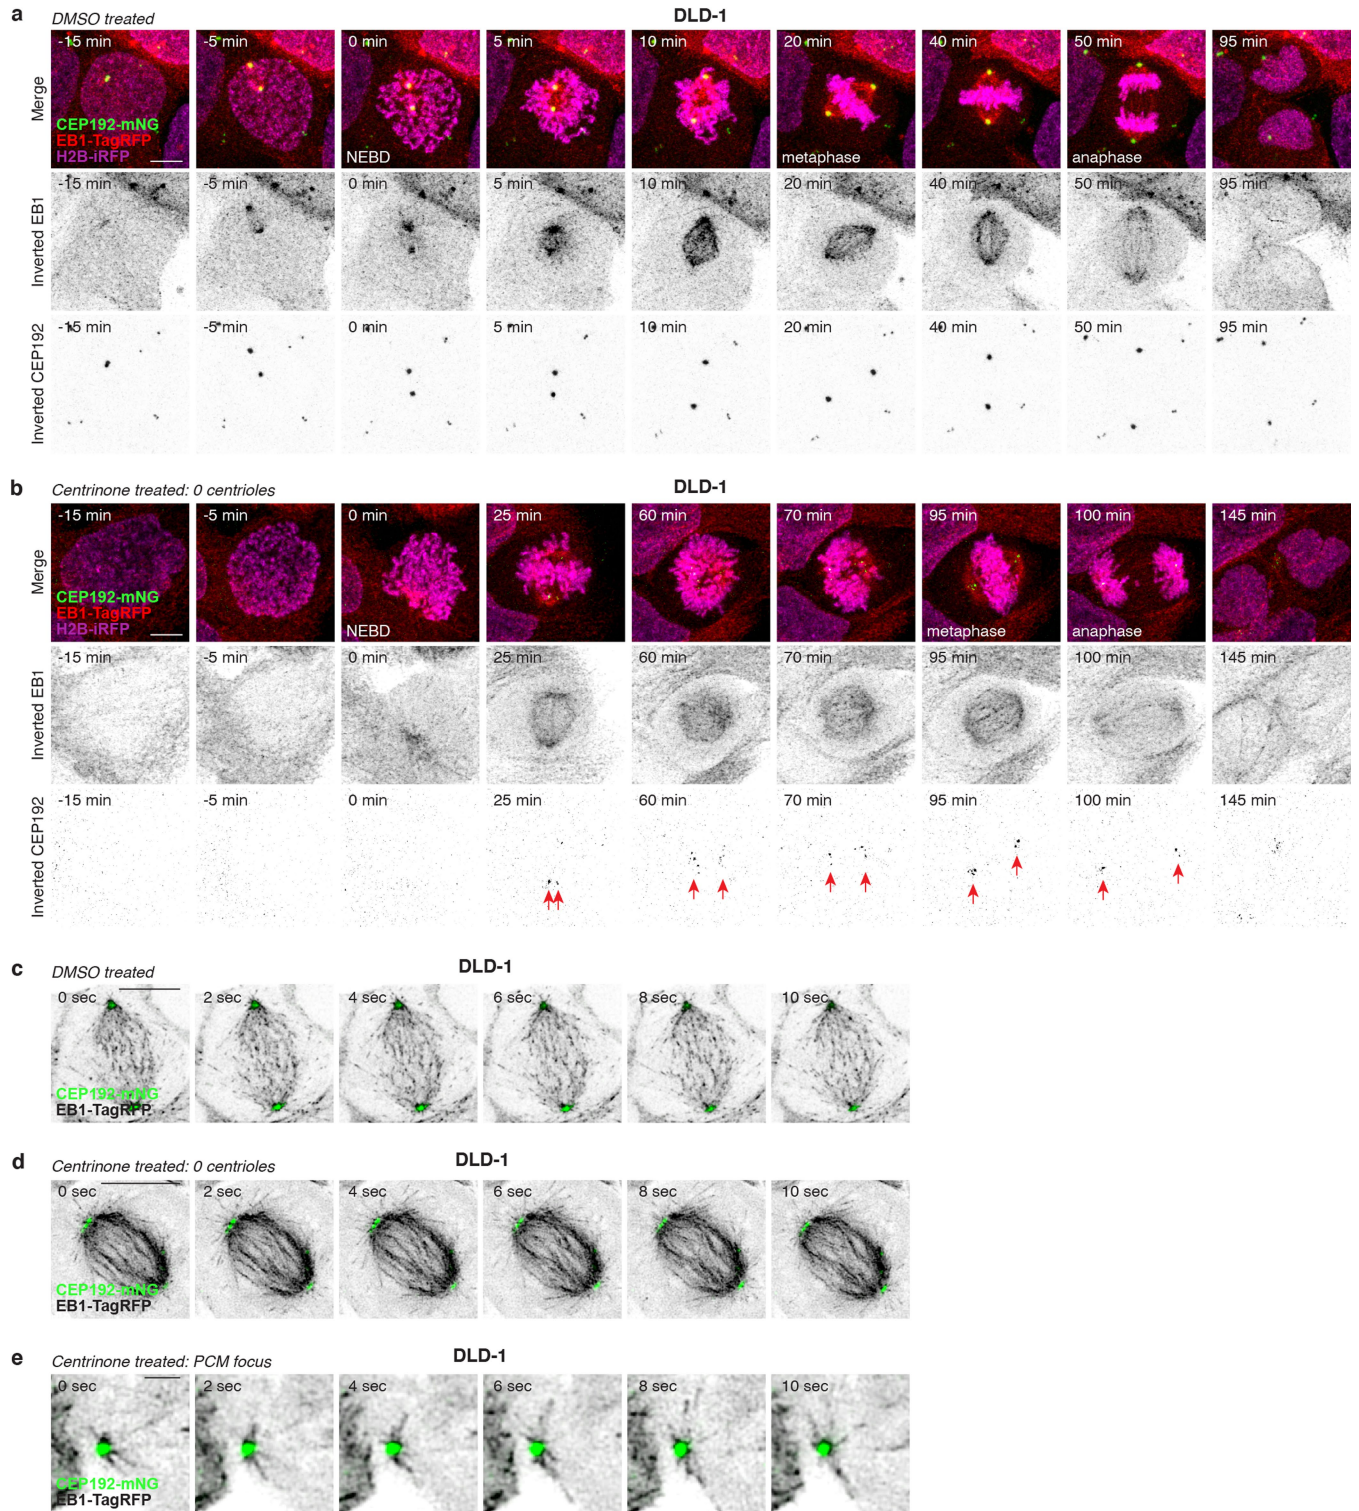 a
DMSO treated
DLD-1
Merge
-15 min
-5 min
0 min
5 min
10 min
20 min
40 min
50 min
95 min
CEP192-mNG
EB1-TagRFP
H2B-iRFP
NEBD
metaphase
anaphase
Inverted EB1
-15 min
-5 min
0 min
5 min
10 min
20 min
40 min
50 min
95 min
Inverted CEP192
-15 min
-5 min
0 min
5 min
10 min
20 min
40 min
50 min
95 min
b
Centrinone treated: 0 centrioles
DLD-1
Merge
-15 min
-5 min
0 min
25 min
60 min
70 min
95 min
100 min
145 min
CEP192-mNG
EB1-TagRFP
H2B-iRFP
NEBD
metaphase
anaphase
Inverted EB1
-15 min
-5 min
0 min
25 min
60 min
70 min
95 min
100 min
145 min
Inverted CEP192
-15 min
-5 min
0 min
25 min
60 min
70 min
95 min
100 min
145 min
c
DMSO treated
DLD-1
0 sec
2 sec
4 sec
6 sec
8 sec
10 sec
CEP192-mNG
EB1-TagRFP
d
Centrinone treated: 0 centrioles
DLD-1
0 sec
2 sec
4 sec
6 sec
8 sec
10 sec
CEP192-mNG
EB1-TagRFP
e
Centrinone treated: PCM focus
DLD-1
0 sec
2 sec
4 sec
6 sec
8 sec
10 sec
CEP192-mNG
EB1-TagRFP